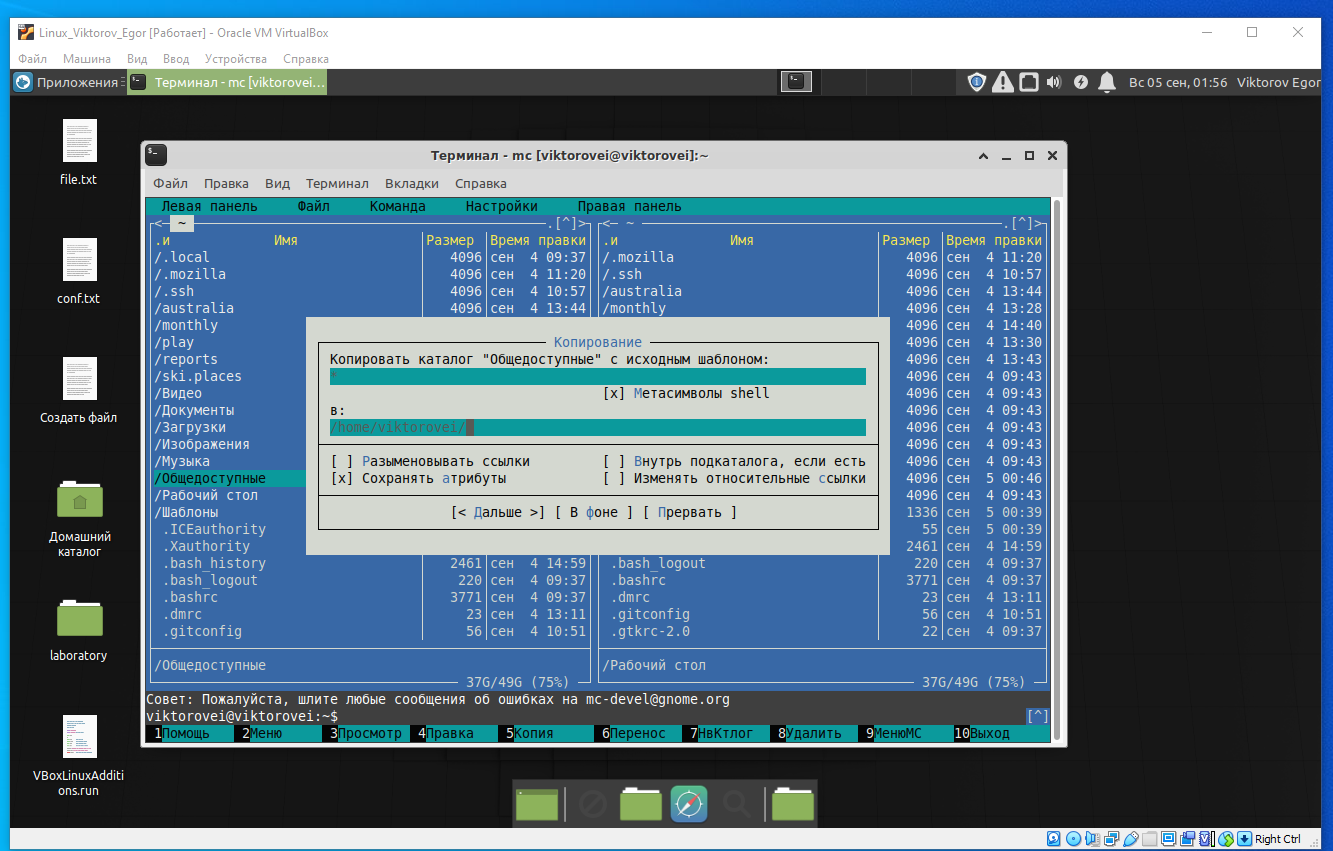 Linux_Viktorov_Egor [Работает] - Oracle VM VirtualBox
Файл Машина Вид Ввод Устройства Справка
Приложения Терминал - mc [viktorovei... Вс 05 сен, 01:56 Viktorov Egor
file.txt
conf.txt
Создать файл
Домашний
каталог
laboratory
VBoxLinuxAdditi
ons.run
Терминал - mc [viktorovei@viktorovei]:~
Файл Правка Вид Терминал Вкладки Справка
Левая панель Файл Команда Настройки Правая панель
<─ ~ .[^]> <─ ~ .[^]>
.и Имя Размер Время правки .и Имя Размер Время правки
/.local 4096 сен 4 09:37 /.mozilla 4096 сен 4 11:20
/.mozilla 4096 сен 4 11:20 /.ssh 4096 сен 4 10:57
/.ssh 4096 сен 4 10:57 /australia 4096 сен 4 13:44
/australia 4096 сен 4 13:44 /monthly 4096 сен 4 13:28
/monthly 4096 сен 4 14:40
/play 4096 сен 4 13:30
/reports 4096 сен 4 13:43
/ski.places 4096 сен 4 09:43
/Видео 4096 сен 4 09:43
/Документы 4096 сен 4 09:43
/Загрузки 4096 сен 4 09:43
/Изображения 4096 сен 4 09:43
/Музыка 4096 сен 4 09:43
/Общедоступные 4096 сен 5 00:46
/Рабочий стол 4096 сен 4 09:43
/Шаблоны 1336 сен 5 00:39
.ICEauthority 55 сен 5 00:39
.Xauthority 2461 сен 4 14:59
.bash_history 2461 сен 4 14:59 .bash_logout 220 сен 4 09:37
.bash_logout 220 сен 4 09:37 .bashrc 3771 сен 4 09:37
.bashrc 3771 сен 4 09:37 .dmrc 23 сен 4 13:11
.dmrc 23 сен 4 13:11 .gitconfig 56 сен 4 10:51
.gitconfig 56 сен 4 10:51 .gtkrc-2.0 22 сен 4 09:37
/Общедоступные /Рабочий стол
37G/49G (75%) 37G/49G (75%)
Копирование
Копировать каталог "Общедоступные" с исходным шаблоном:
*
[x] Метасимволы shell
в:
/home/viktorovei/
[ ] Разыменовывать ссылки [ ] Внутрь подкаталога, если есть
[x] Сохранять атрибуты [ ] Изменять относительные ссылки
[< Дальше >] [ В фоне ] [ Прервать ]
Совет: Пожалуйста, шлите любые сообщения об ошибках на mc-devel@gnome.org
viktorovei@viktorovei:~$ [^]
1Помощь 2Меню 3Просмотр 4Правка 5Копия 6Перенос 7НвКтлог 8Удалить 9МенюМС 10Выход
Right Ctrl